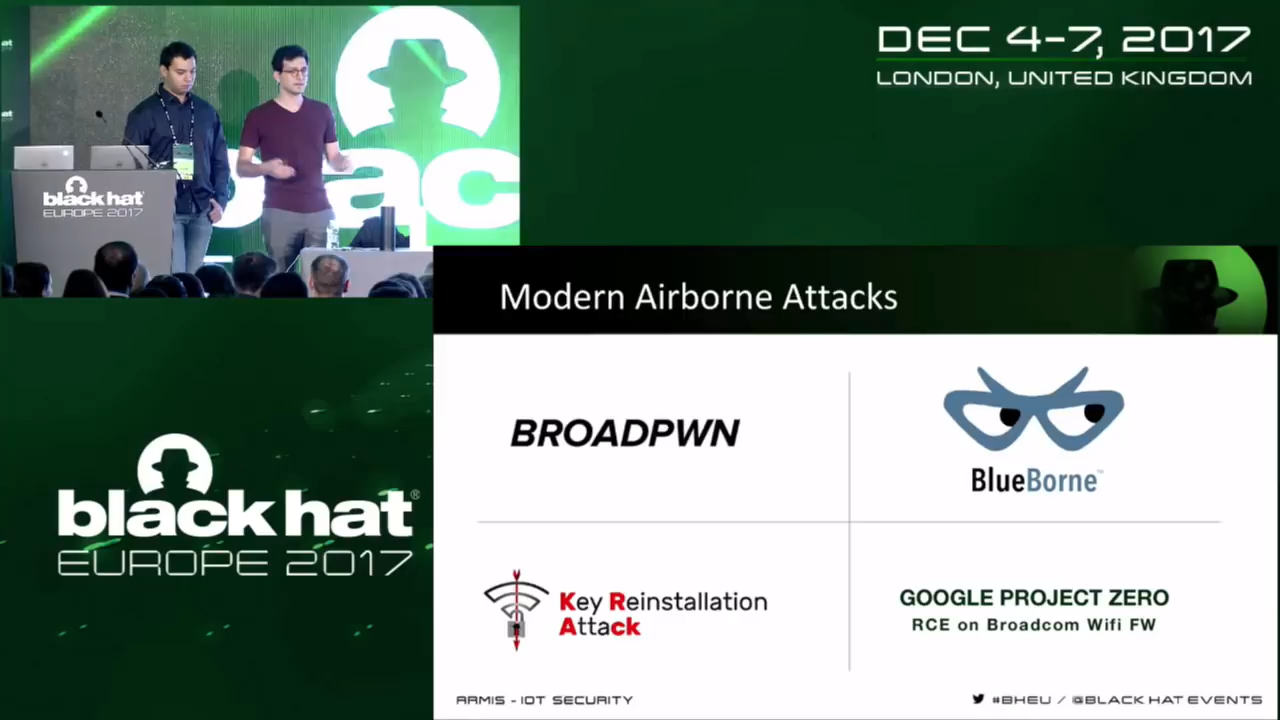 DEC 4-7, 2017
LONDON, UNITED KINGDOM
black hat
EUROPE 2017
Modern Airborne Attacks
BROADPWN
BlueBorne™
Key Reinstallation
Attack
GOOGLE PROJECT ZERO
RCE on Broadcom Wifi FW
black hat®
EUROPE 2017
ARMIS - IOT SECURITY
#BHEU / @BLACK HAT EVENTS